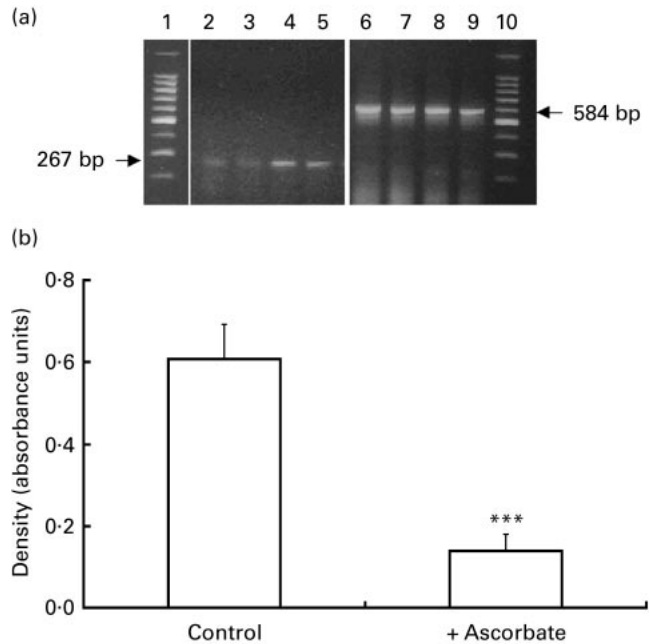 (a)
1 2 3 4 5 6 7 8 9 10
584 bp
267 bp
(b)
Density (absorbance units)
0·8
0·6
0·4
0·2
0·0
***
Control + Ascorbate